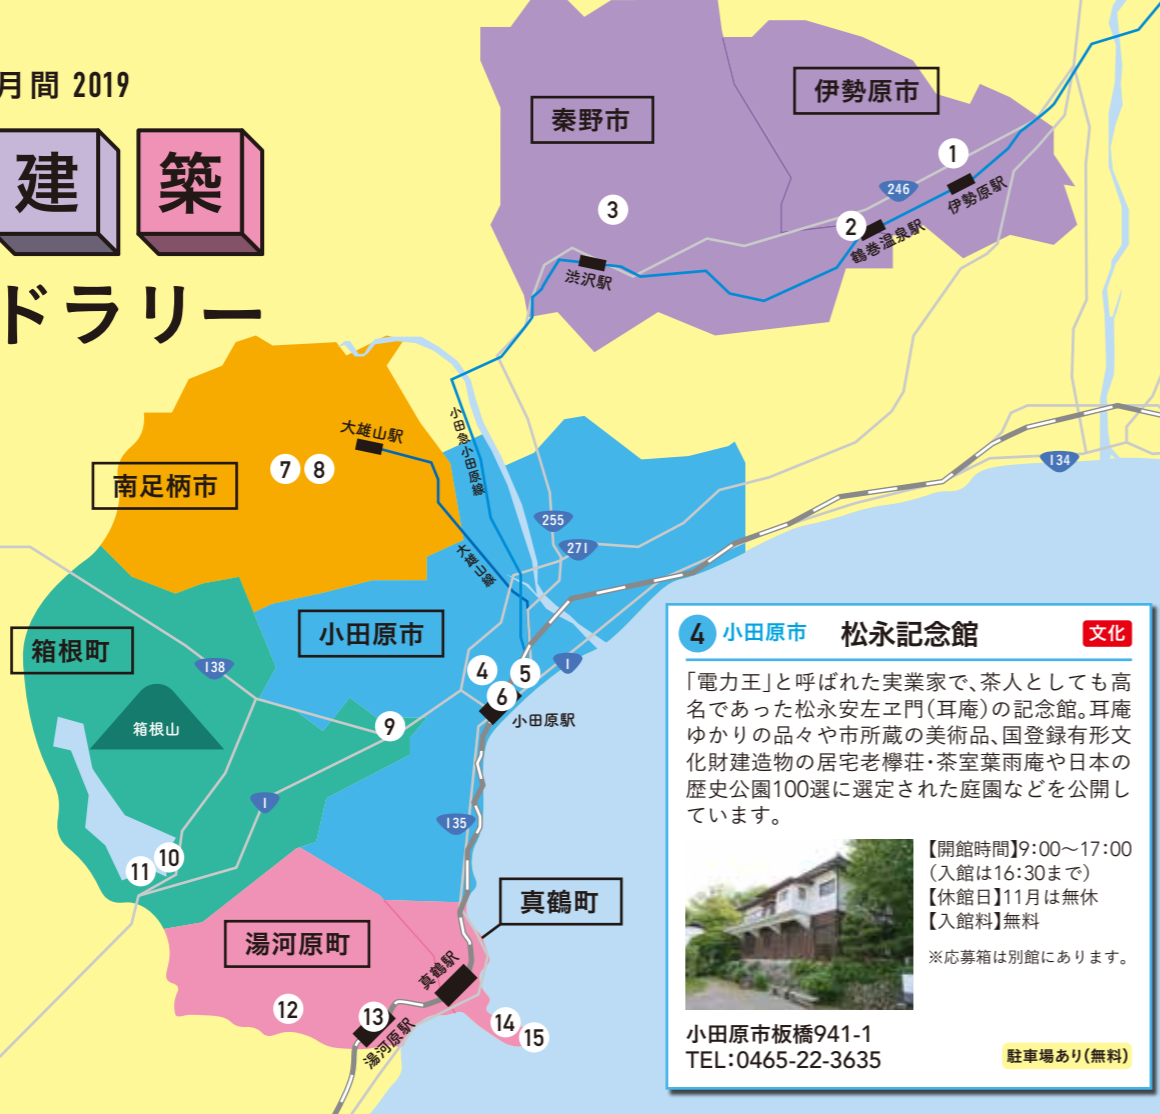 月間 2019
建築
ドラリー
秦野市
伊勢原市
1
246
伊勢原駅
3
2
鶴巻温泉駅
渋沢駅
大雄山駅
小田急小田原線
7 8
南足柄市
134
255
271
大雄山線
小田原市
箱根町
138
4
5
1
6
小田原駅
箱根山
9
1
135
11
10
真鶴町
湯河原町
真鶴駅
12
13
湯河原駅
14
15
4 小田原市 松永記念館 文化
「電力王」と呼ばれた実業家で、茶人としても高
名であった松永安左ヱ門(耳庵)の記念館。耳庵
ゆかりの品々や市所蔵の美術品、国登録有形文
化財建造物の居宅老欅荘・茶室葉雨庵や日本の
歴史公園100選に選定された庭園などを公開し
ています。
【開館時間】9:00〜17:00
(入館は16:30まで)
【休館日】11月は無休
【入館料】無料
※応募箱は別館にあります。
小田原市板橋941-1
TEL:0465-22-3635
駐車場あり(無料)